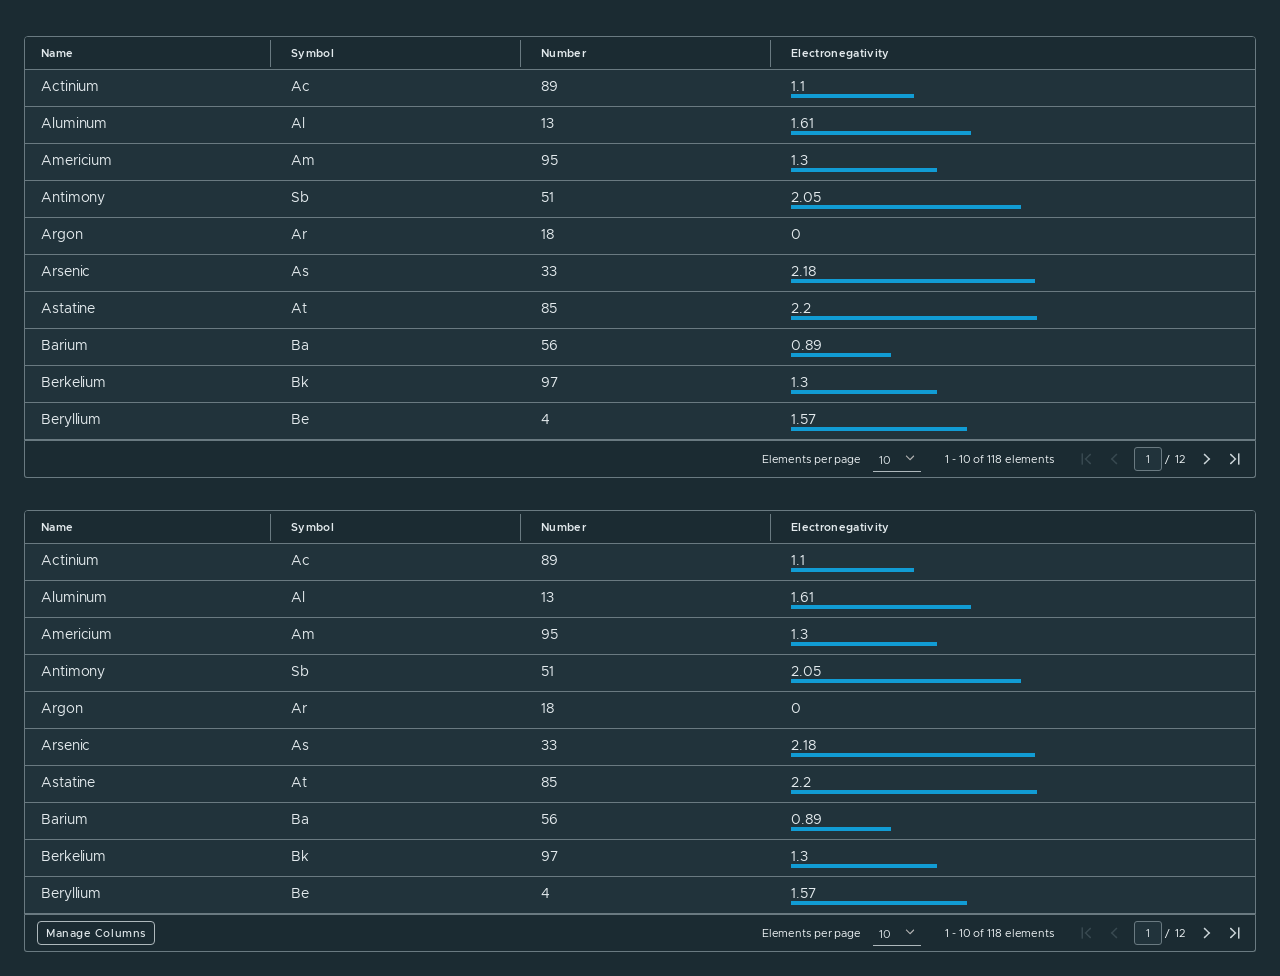 Name Symbol Number Electronegativity
Actinium Ac 89 1.1
Aluminum Al 13 1.61
Americium Am 95 1.3
Antimony Sb 51 2.05
Argon Ar 18 0
Arsenic As 33 2.18
Astatine At 85 2.2
Barium Ba 56 0.89
Berkelium Bk 97 1.3
Beryllium Be 4 1.57
Elements per page 10 1 - 10 of 118 elements 1 / 12
Name Symbol Number Electronegativity
Actinium Ac 89 1.1
Aluminum Al 13 1.61
Americium Am 95 1.3
Antimony Sb 51 2.05
Argon Ar 18 0
Arsenic As 33 2.18
Astatine At 85 2.2
Barium Ba 56 0.89
Berkelium Bk 97 1.3
Beryllium Be 4 1.57
Manage Columns Elements per page 10 1 - 10 of 118 elements 1 / 12